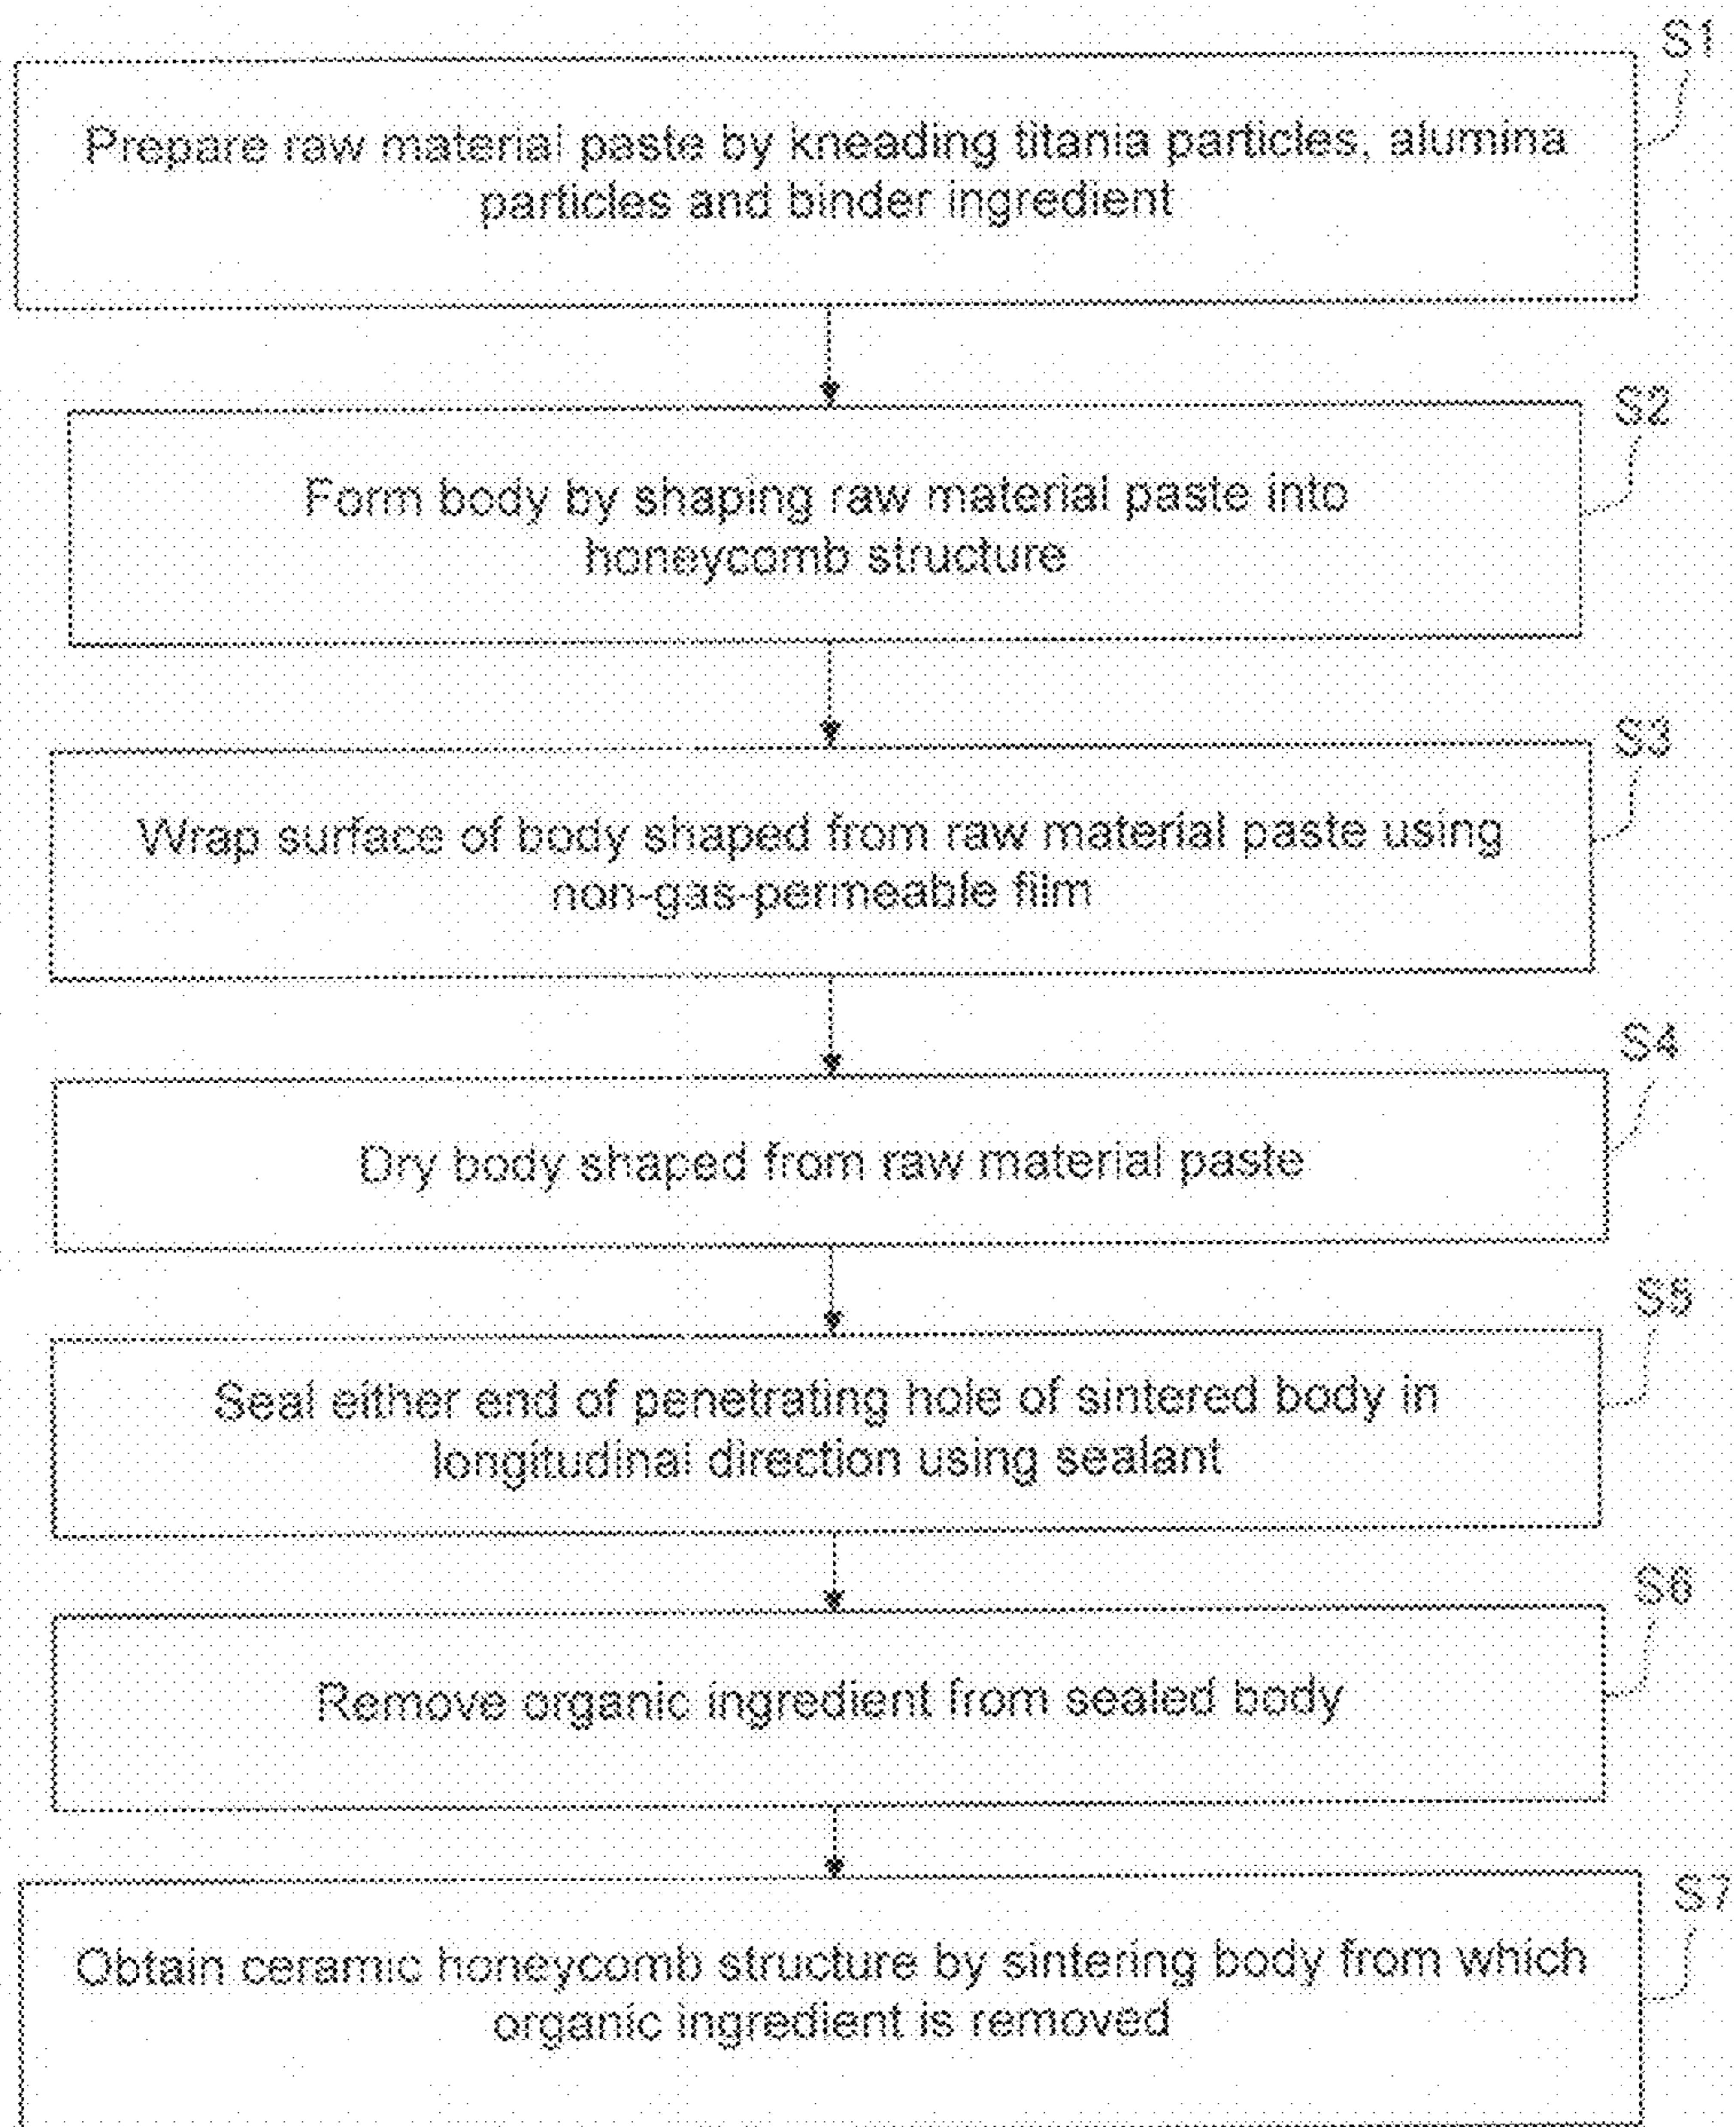 S1
Prepare raw material paste by kneading titania particles, alumina
particles and binder ingredient
S2
Form body by shaping raw material paste into
honeycomb structure
S3
Wrap surface of body shaped from raw material paste using
non-gas-permeable film
S4
Dry body shaped from raw material paste
S5
Seal either end of penetrating hole of sintered body in
longitudinal direction using sealant
S6
Remove organic ingredient from sealed body
S7
Obtain ceramic honeycomb structure by sintering body from which
organic ingredient is removed